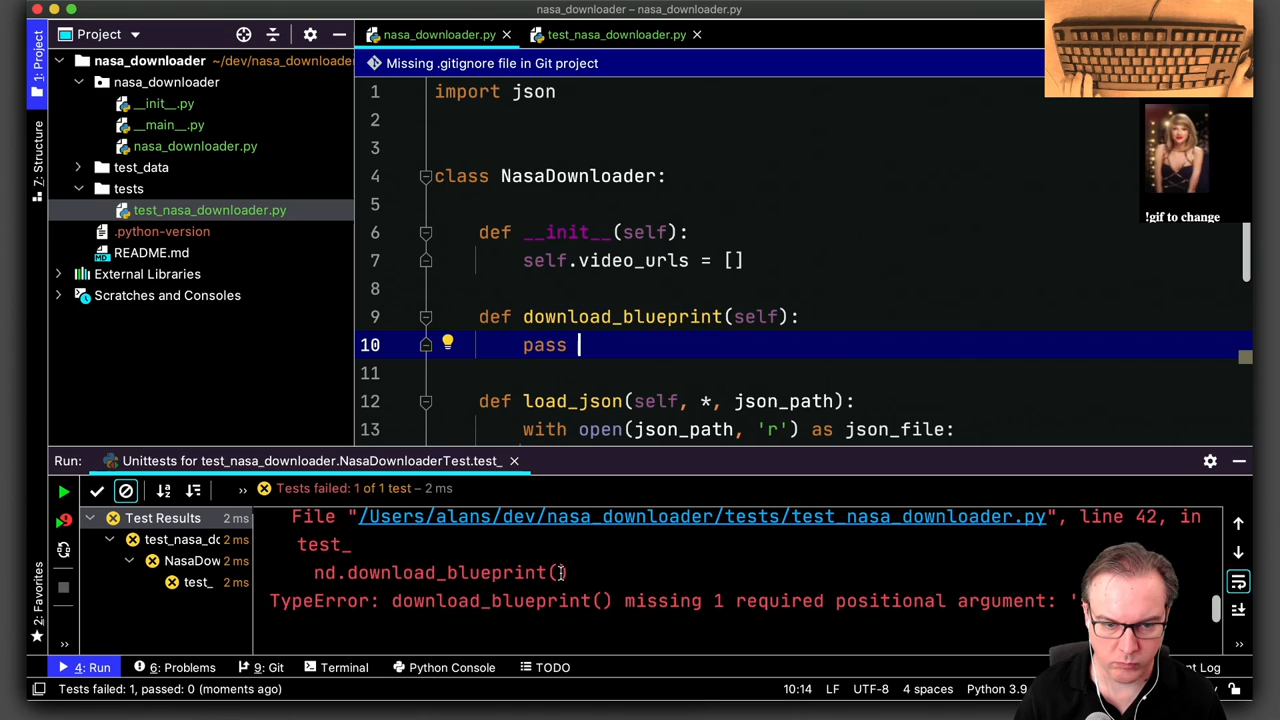 nasa_downloader – nasa_downloader.py
Project
nasa_downloader.py
test_nasa_downloader.py
1: Project
7: Structure
2: Favorites
nasa_downloader ~/dev/nasa_downloader
nasa_downloader
__init__.py
__main__.py
nasa_downloader.py
test_data
tests
test_nasa_downloader.py
.python-version
README.md
External Libraries
Scratches and Consoles
Missing .gitignore file in Git project
1 import json
2
3
4 class NasaDownloader:
5
6 def __init__(self):
7 self.video_urls = []
8
9 def download_blueprint(self):
10 pass
11
12 def load_json(self, *, json_path):
13 with open(json_path, 'r') as json_file:
!gif to change
Run: Unittests for test_nasa_downloader.NasaDownloaderTest.test_
Tests failed: 1 of 1 test – 2 ms
Test Results 2 ms
test_nasa_dc 2 ms
NasaDow 2 ms
test_ 2 ms
File "/Users/alans/dev/nasa_downloader/tests/test_nasa_downloader.py", line 42, in
test_
nd.download_blueprint()
TypeError: download_blueprint() missing 1 required positional argument: '
4: Run
6: Problems
9: Git
Terminal
Python Console
TODO
nt Log
Tests failed: 1, passed: 0 (moments ago)
10:14 LF UTF-8 4 spaces Python 3.9